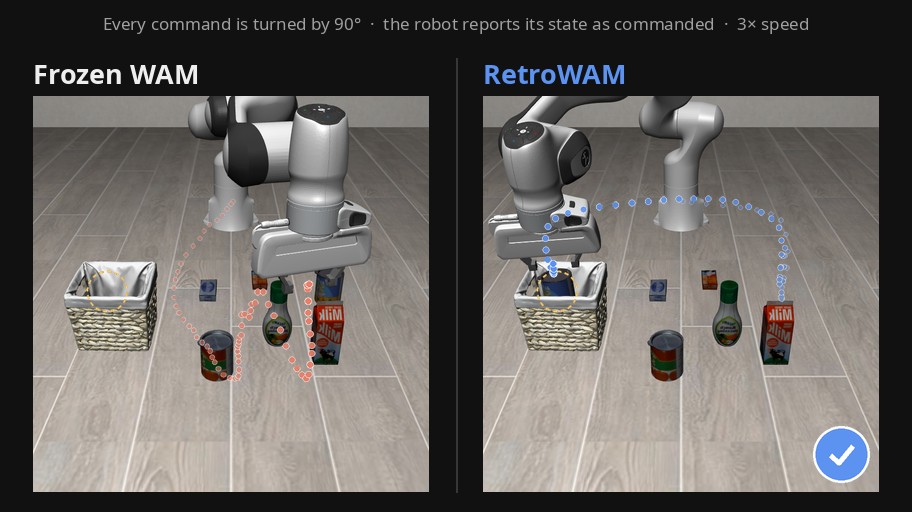 Every command is turned by 90° · the robot reports its state as commanded · 3× speed
Frozen WAM
RetroWAM
Milk
Milk